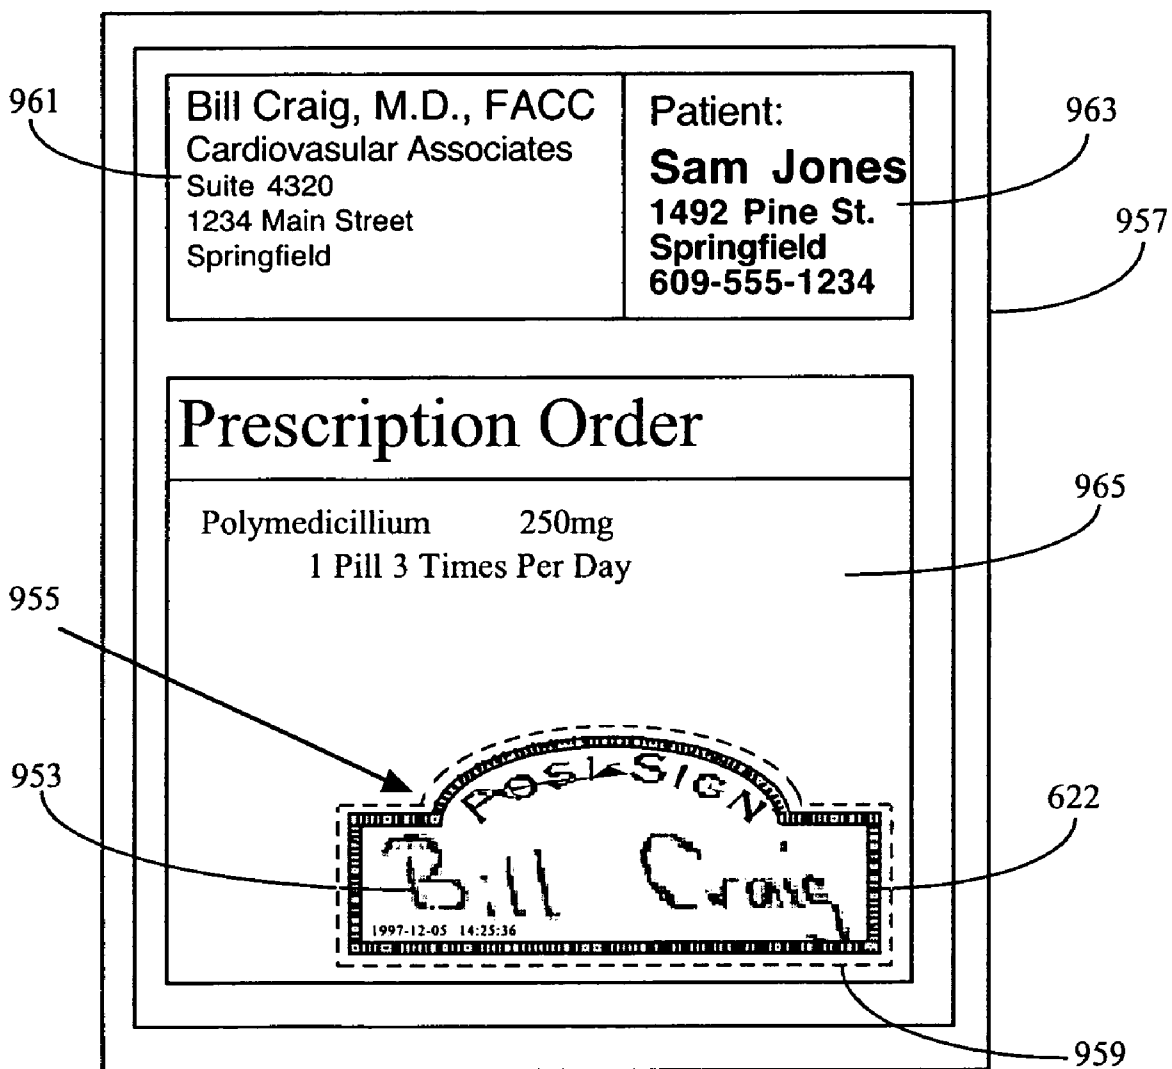 961
Bill Craig, M.D., FACC
Cardiovasular Associates
Suite 4320
1234 Main Street
Springfield
Patient:
Sam Jones
1492 Pine St.
Springfield
609-555-1234
963
957
Prescription Order
965
Polymedicillium 250mg
1 Pill 3 Times Per Day
955
953
POSI-SIGN
622
Bill Craig
1997-12-05 14:25:36
959